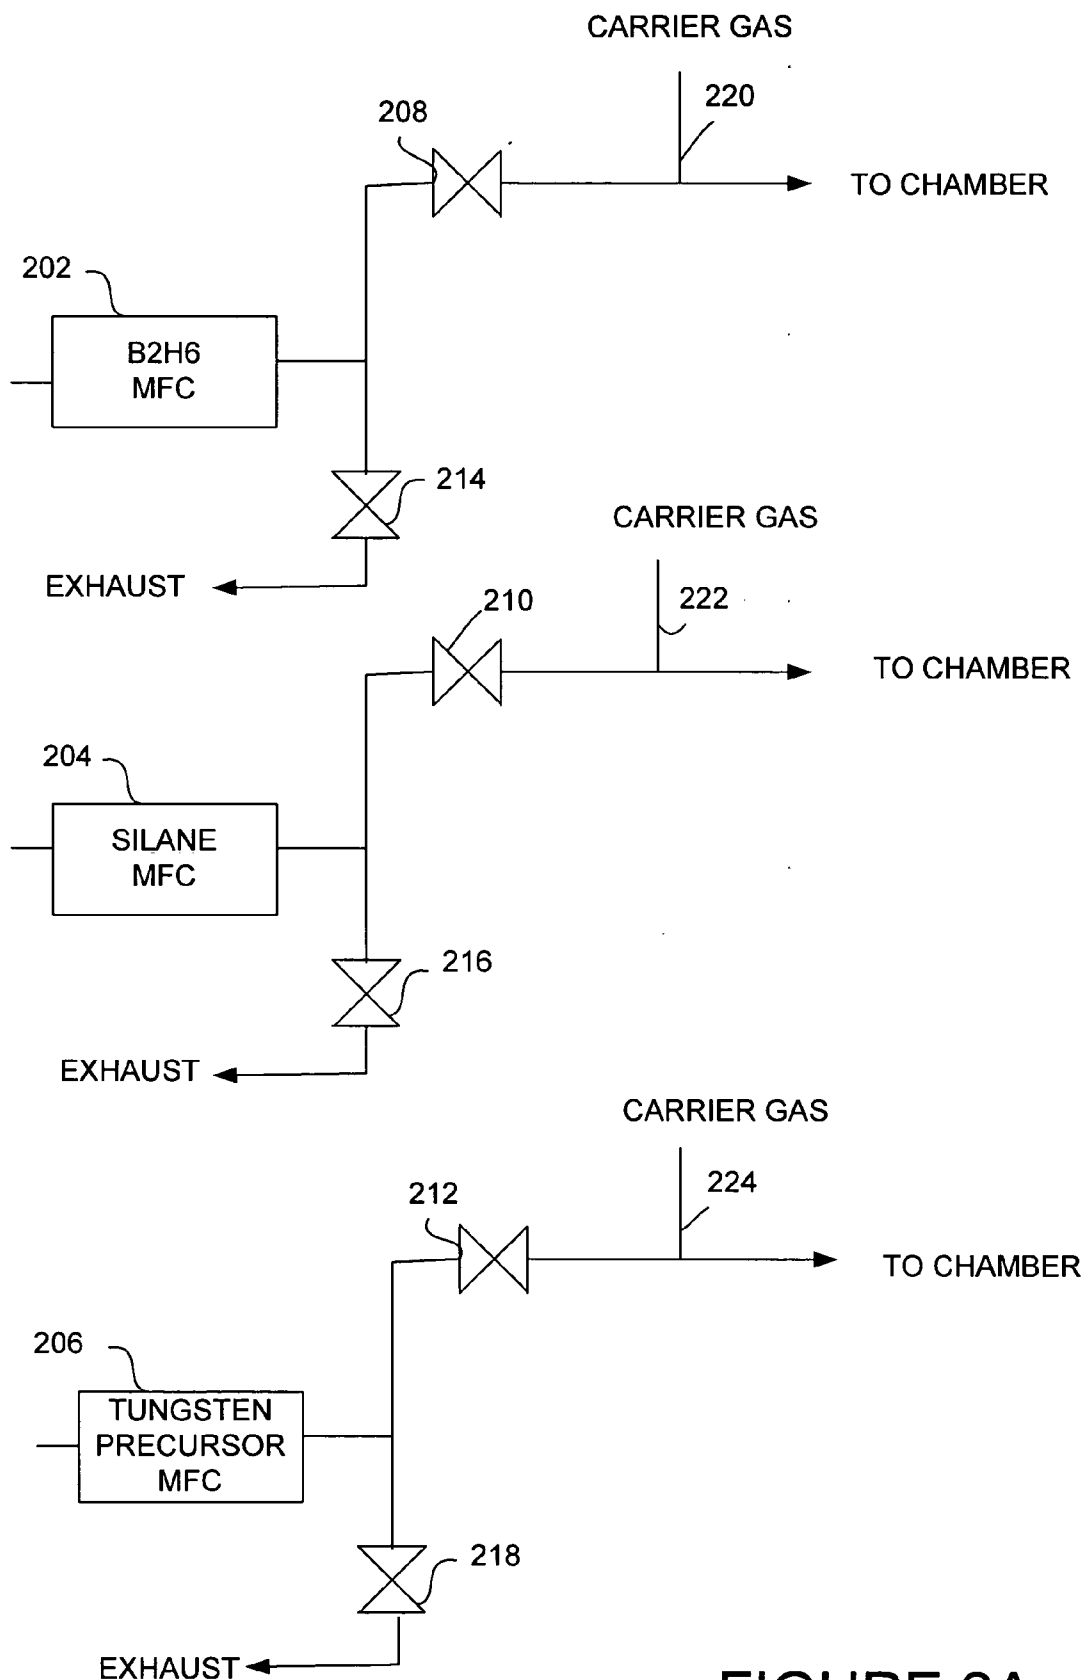 CARRIER GAS
220
208
TO CHAMBER
202
B2H6
MFC
214
CARRIER GAS
EXHAUST
210
222
TO CHAMBER
204
SILANE
MFC
216
EXHAUST
CARRIER GAS
212
224
TO CHAMBER
206
TUNGSTEN
PRECURSOR
MFC
218
EXHAUST